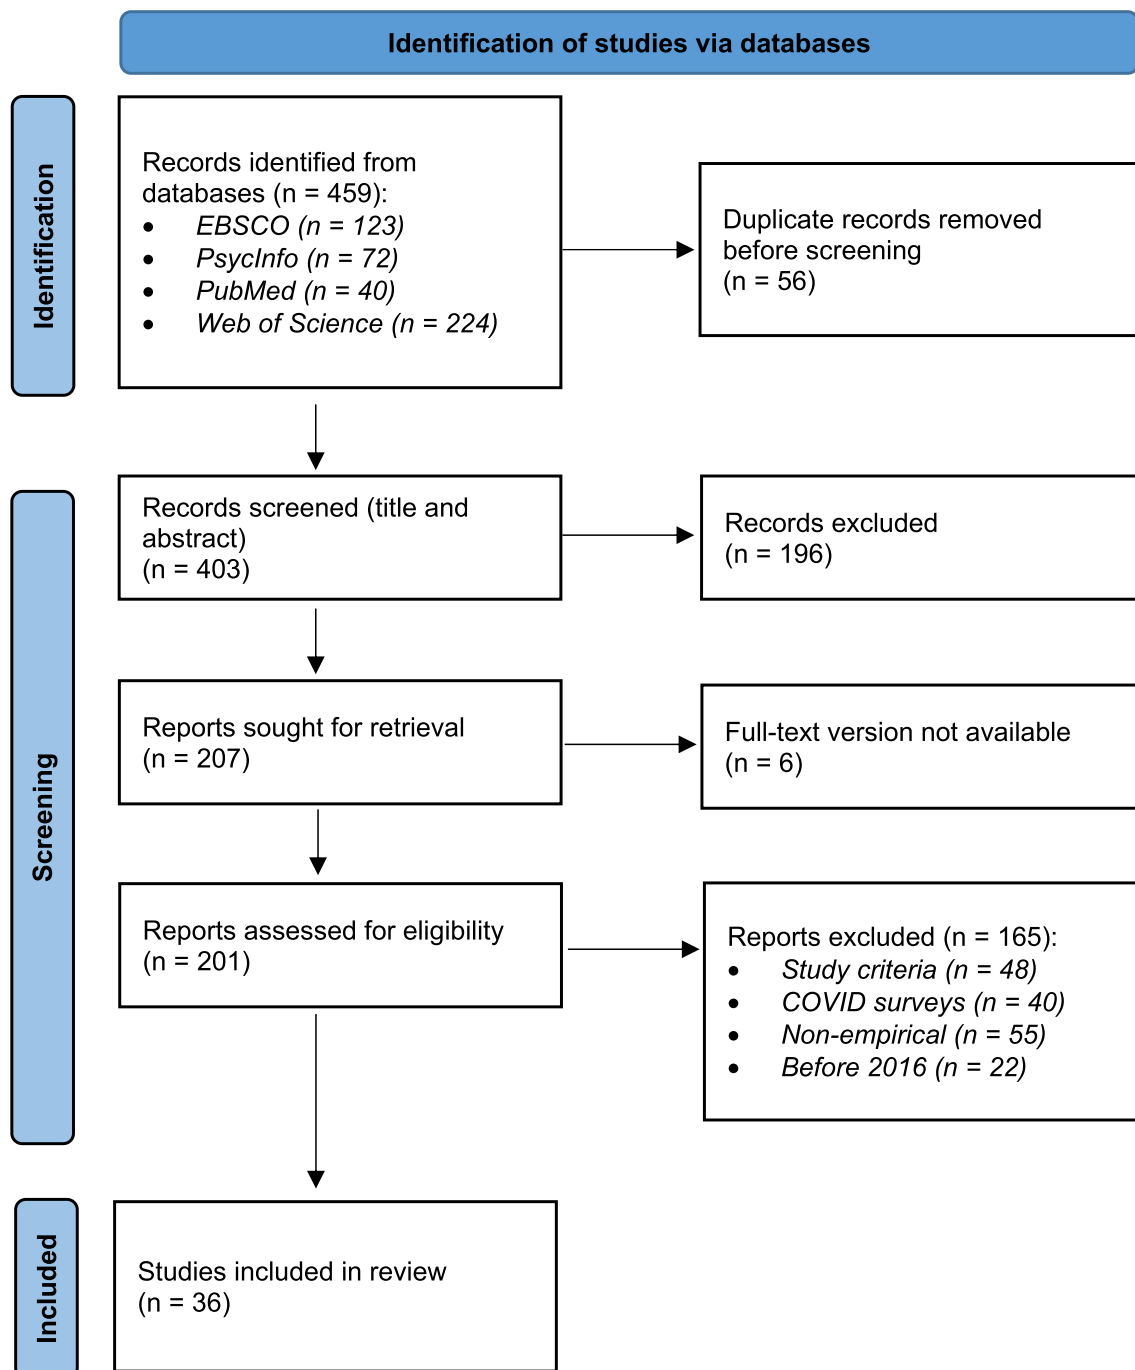 Identification of studies via databases
Identification
Records identified from
databases (n = 459):
• EBSCO (n = 123)
• PsycInfo (n = 72)
• PubMed (n = 40)
• Web of Science (n = 224)
Duplicate records removed
before screening
(n = 56)
Screening
Records screened (title and
abstract)
(n = 403)
Records excluded
(n = 196)
Reports sought for retrieval
(n = 207)
Full-text version not available
(n = 6)
Reports assessed for eligibility
(n = 201)
Reports excluded (n = 165):
• Study criteria (n = 48)
• COVID surveys (n = 40)
• Non-empirical (n = 55)
• Before 2016 (n = 22)
Included
Studies included in review
(n = 36)